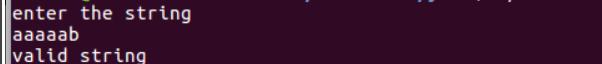 enter the string
aaaaab
valid string